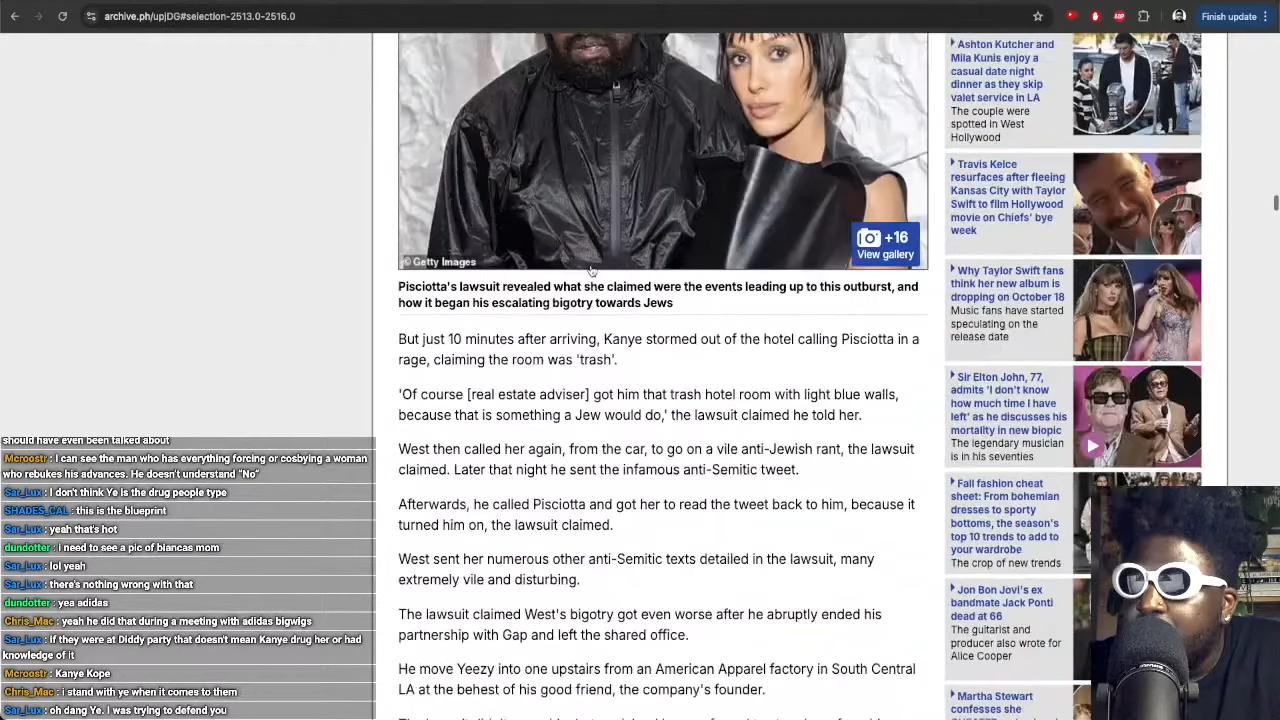 archive.ph/upjDG#selection-2513.0-2516.0
ABP
Finish update
+16
View gallery
© Getty Images
Pisciotta's lawsuit revealed what she claimed were the events leading up to this outburst, and
how it began his escalating bigotry towards Jews
But just 10 minutes after arriving, Kanye stormed out of the hotel calling Pisciotta in a
rage, claiming the room was 'trash'.
'Of course [real estate adviser] got him that trash hotel room with light blue walls,
because that is something a Jew would do,' the lawsuit claimed he told her.
West then called her again, from the car, to go on a vile anti-Jewish rant, the lawsuit
claimed. Later that night he sent the infamous anti-Semitic tweet.
Afterwards, he called Pisciotta and got her to read the tweet back to him, because it
turned him on, the lawsuit claimed.
West sent her numerous other anti-Semitic texts detailed in the lawsuit, many
extremely vile and disturbing.
The lawsuit claimed West's bigotry got even worse after he abruptly ended his
partnership with Gap and left the shared office.
He move Yeezy into one upstairs from an American Apparel factory in South Central
LA at the behest of his good friend, the company's founder.
Ashton Kutcher and
Mila Kunis enjoy a
casual date night
dinner as they skip
valet service in LA
The couple were
spotted in West
Hollywood
Travis Kelce
resurfaces after fleeing
Kansas City with Taylor
Swift to film Hollywood
movie on Chiefs' bye
week
Why Taylor Swift fans
think her new album is
dropping on October 18
Music fans have started
speculating on the
release date
Sir Elton John, 77,
admits 'I don't know
how much time I have
left' as he discusses his
mortality in new biopic
The legendary musician
is in his seventies
Fall fashion cheat
sheet: From bohemian
dresses to sporty
bottoms, the season's
top 10 trends to add to
your wardrobe
The crop of new trends
Jon Bon Jovi's ex
bandmate Jack Ponti
dead at 66
The guitarist and
producer also wrote for
Alice Cooper
Martha Stewart
confesses she
should have even been talked about
Mcroostr : I can see the man who has everything forcing or cosbying a woman
who rebukes his advances. He doesn't understand "No"
Sar_Lux : I don't think Ye is the drug people type
SHADES_CAL : this is the blueprint
Sar_Lux : yeah that's hot
dundotter : i need to see a pic of biancas mom
Sar_Lux : lol yeah
Sar_Lux : there's nothing wrong with that
dundotter : yea adidas
Chris_Mac : yeah he did that during a meeting with adidas bigwigs
Sar_Lux : If they were at Diddy party that doesn't mean Kanye drug her or had
knowledge of it
Mcroostr : Kanye Kope
Chris_Mac : i stand with ye when it comes to them
Sar_Lux : oh dang Ye. I was trying to defend you